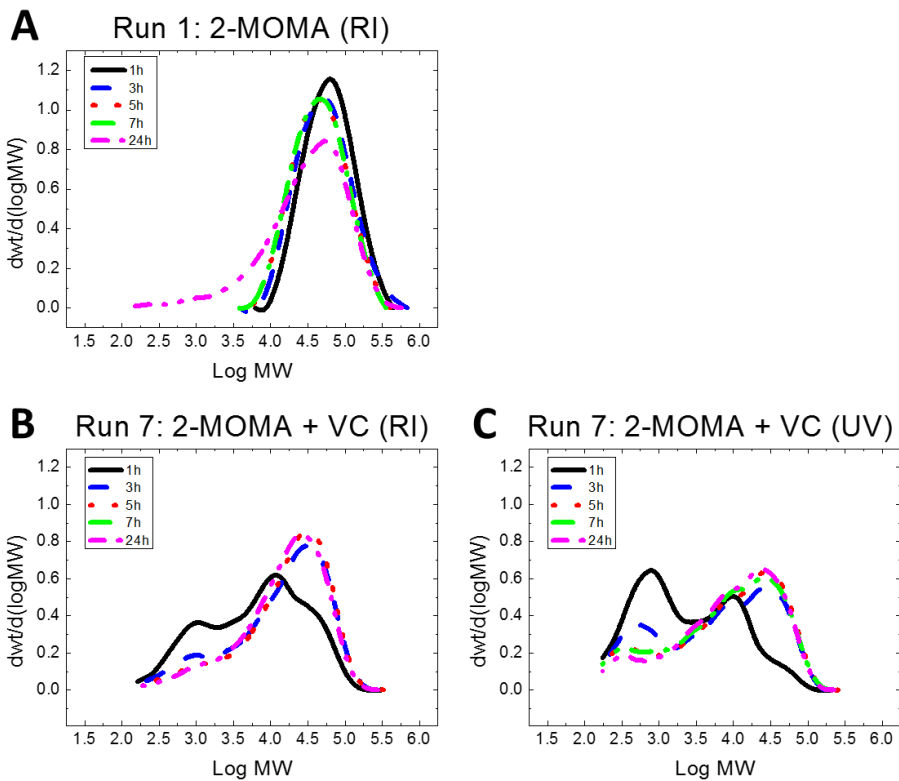 A
Run 1: 2-MOMA (RI)
1h
3h
5h
7h
24h
1.2
1.0
0.8
0.6
0.4
0.2
0.0
dwt/d(logMW)
1.5 2.0 2.5 3.0 3.5 4.0 4.5 5.0 5.5 6.0
Log MW
B
Run 7: 2-MOMA + VC (RI)
1h
3h
5h
7h
24h
1.2
1.0
0.8
0.6
0.4
0.2
0.0
dwt/d(logMW)
1.5 2.0 2.5 3.0 3.5 4.0 4.5 5.0 5.5 6.0
Log MW
C
Run 7: 2-MOMA + VC (UV)
1h
3h
5h
7h
24h
1.2
1.0
0.8
0.6
0.4
0.2
0.0
dwt/d(logMW)
1.5 2.0 2.5 3.0 3.5 4.0 4.5 5.0 5.5 6.0
Log MW